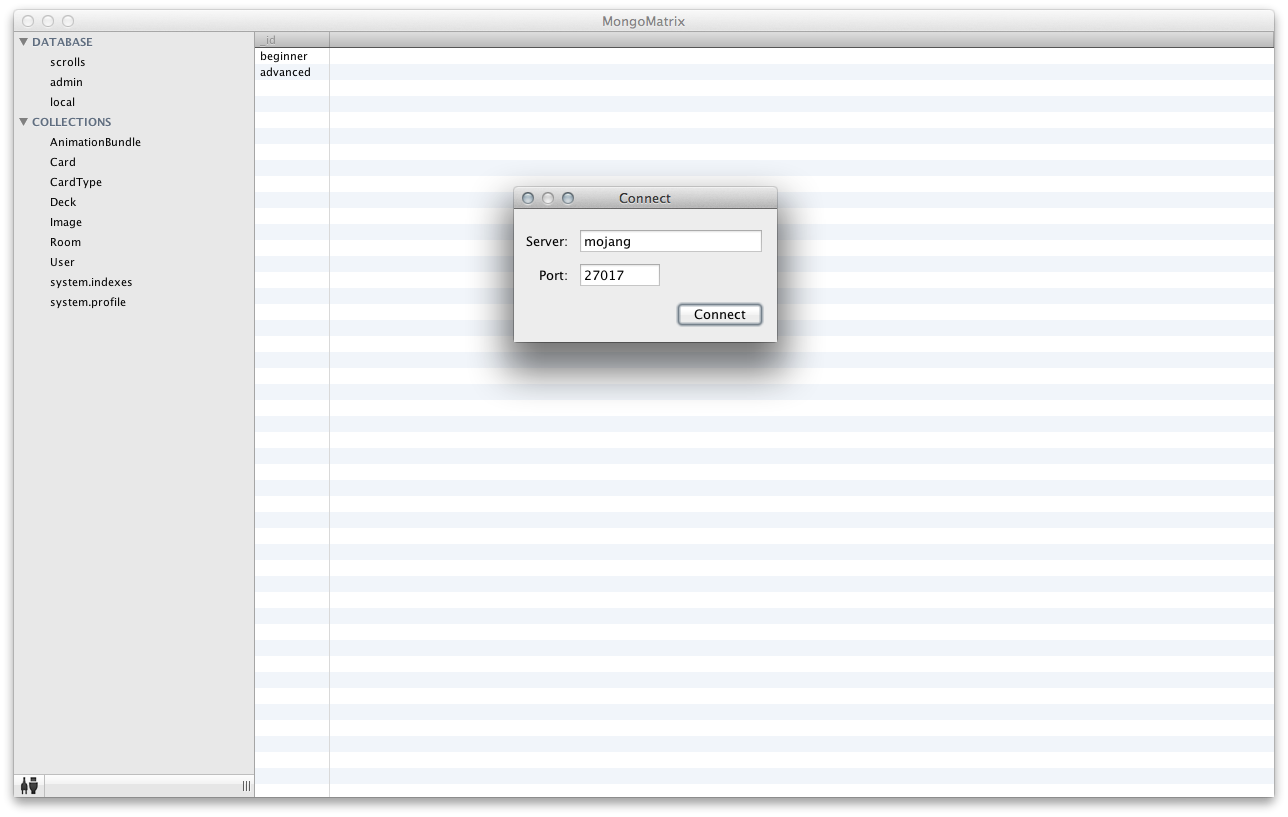 MongoMatrix
DATABASE
scrolls
admin
local
COLLECTIONS
AnimationBundle
Card
CardType
Deck
Image
Room
User
system.indexes
system.profile
_id
beginner
advanced
Connect
Server: mojang
Port: 27017
Connect